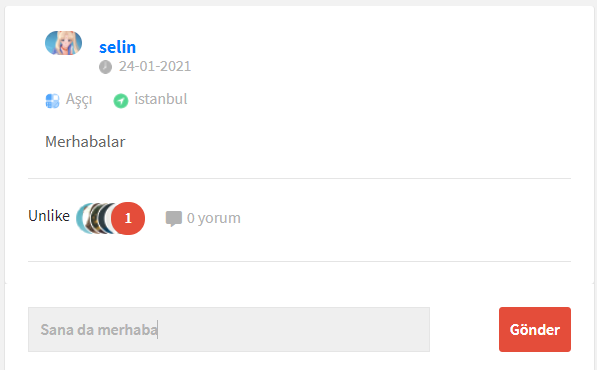 selin
24-01-2021
Aşçı istanbul
Merhabalar
Unlike 1 0 yorum
Sana da merhaba Gönder